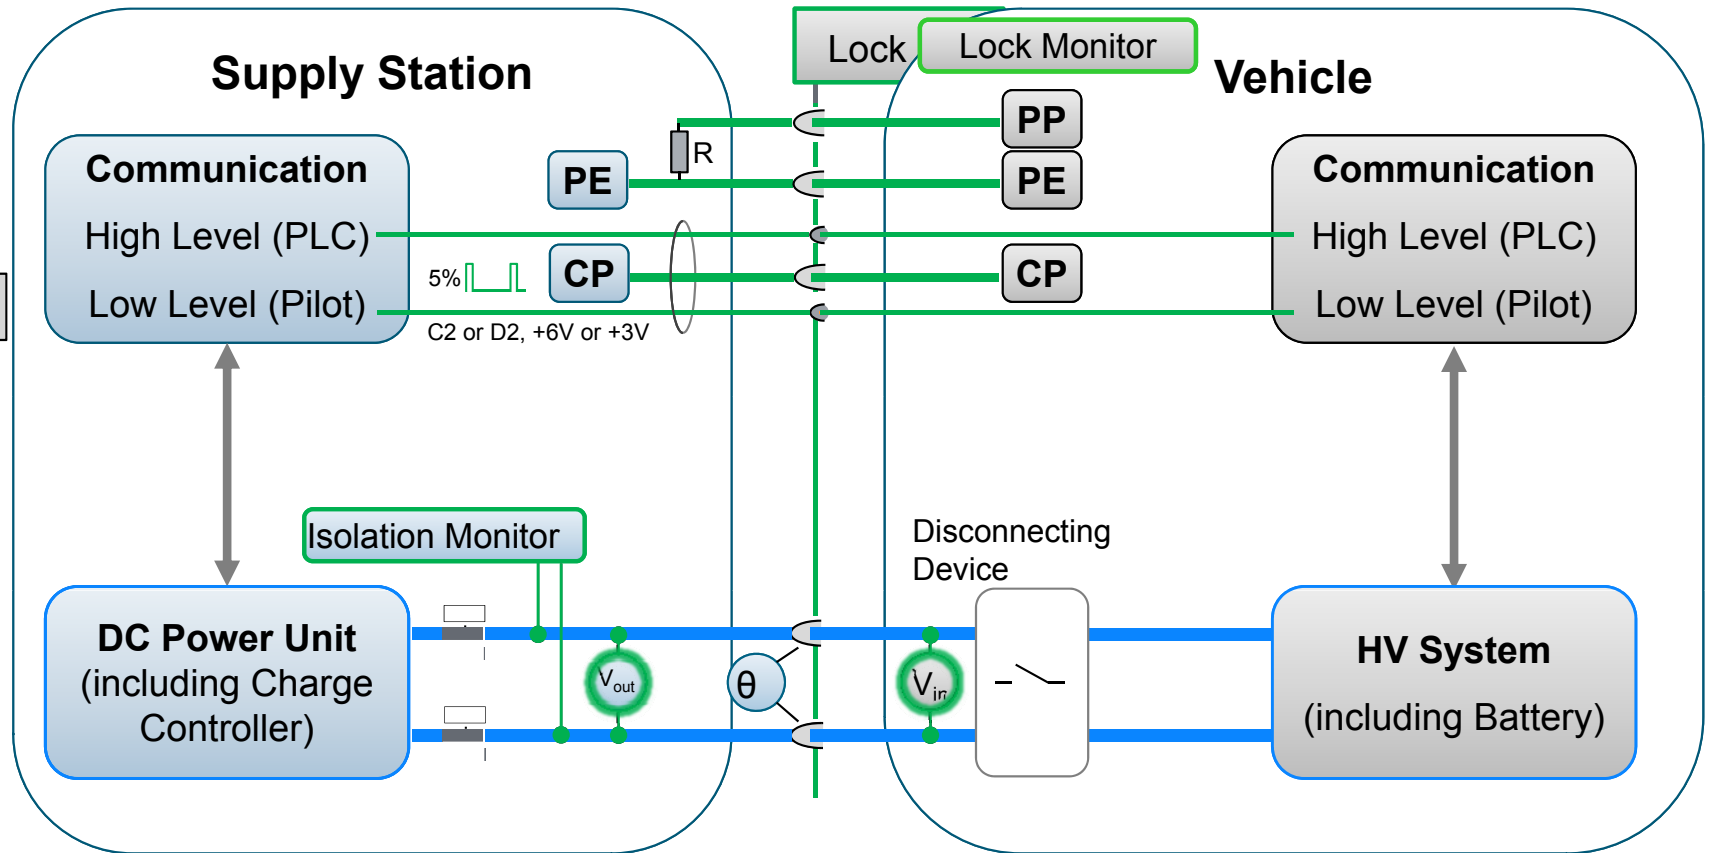 Lock
Lock Monitor
Supply Station
Vehicle
PP
R
PE
PE
Communication
High Level (PLC)
Low Level (Pilot)
5%
CP
C2 or D2, +6V or +3V
CP
Communication
High Level (PLC)
Low Level (Pilot)
Isolation Monitor
Disconnecting
Device
DC Power Unit
(including Charge
Controller)
Vout
θ
Vin
HV System
(including Battery)